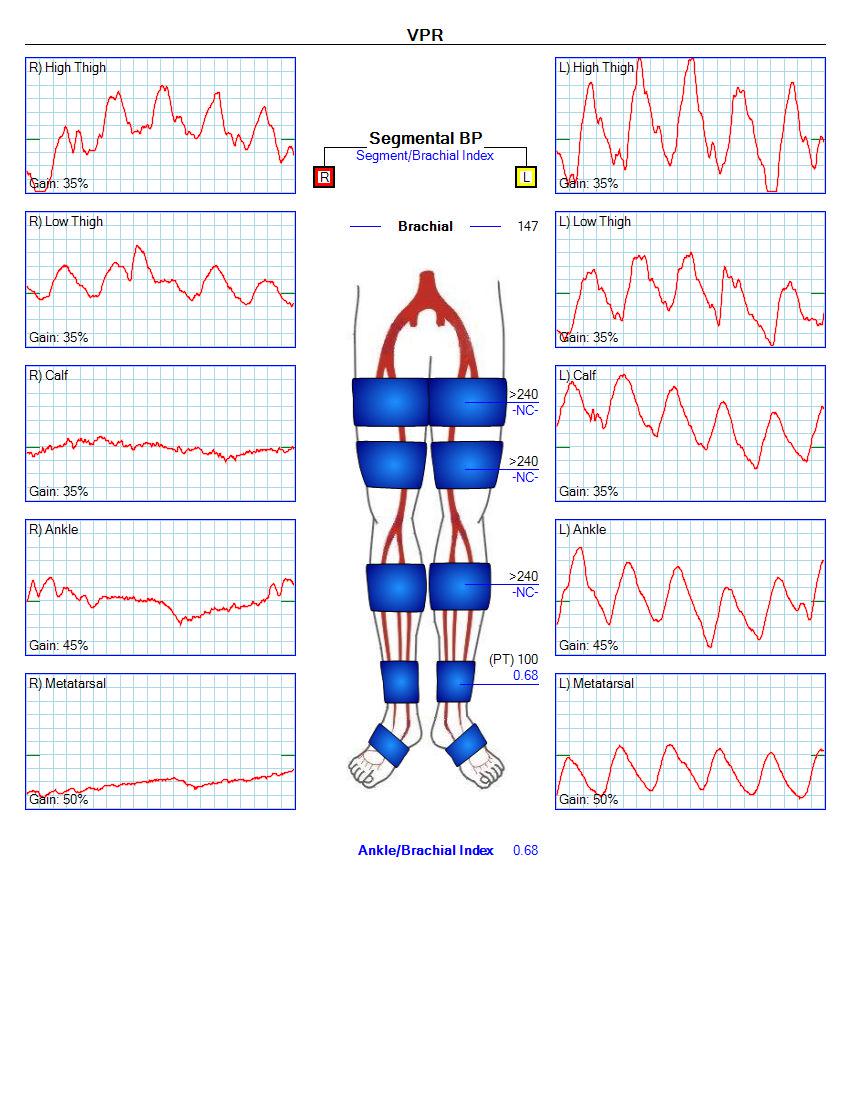 VPR
R) High Thigh
Gain: 35%
L) High Thigh
Gain: 35%
Segmental BP
Segment/Brachial Index
R
L
Brachial 147
R) Low Thigh
Gain: 35%
L) Low Thigh
Gain: 35%
>240
-NC-
R) Calf
Gain: 35%
L) Calf
Gain: 35%
>240
-NC-
R) Ankle
Gain: 45%
L) Ankle
Gain: 45%
>240
-NC-
(PT) 100
0.68
R) Metatarsal
Gain: 50%
L) Metatarsal
Gain: 50%
Ankle/Brachial Index 0.68